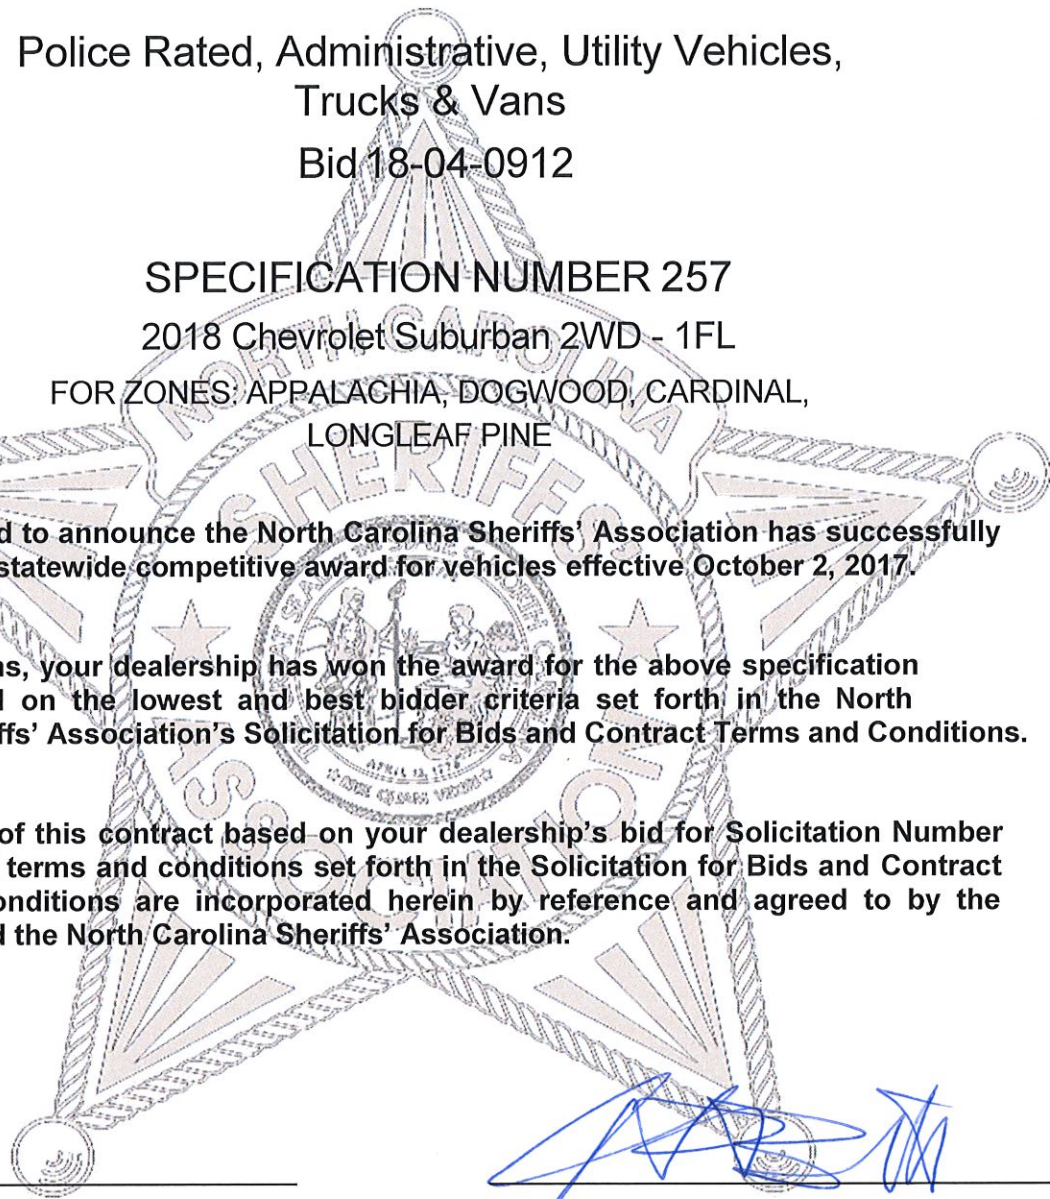 Police Rated, Administrative, Utility Vehicles,
Trucks & Vans
Bid 18-04-0912
SPECIFICATION NUMBER 257
2018 Chevrolet Suburban 2WD - 1FL
FOR ZONES: APPALACHIA, DOGWOOD, CARDINAL,
LONGLEAF PINE
NORTH CAROLINA
SHERIFFS'
d to announce the North Carolina Sheriffs' Association has successfully
statewide competitive award for vehicles effective October 2, 2017.
ns, your dealership has won the award for the above specification
d on the lowest and best bidder criteria set forth in the North
ffs' Association's Solicitation for Bids and Contract Terms and Conditions.
ASSOCIATION
of this contract based on your dealership's bid for Solicitation Number
terms and conditions set forth in the Solicitation for Bids and Contract
onditions are incorporated herein by reference and agreed to by the
d the North Carolina Sheriffs' Association.